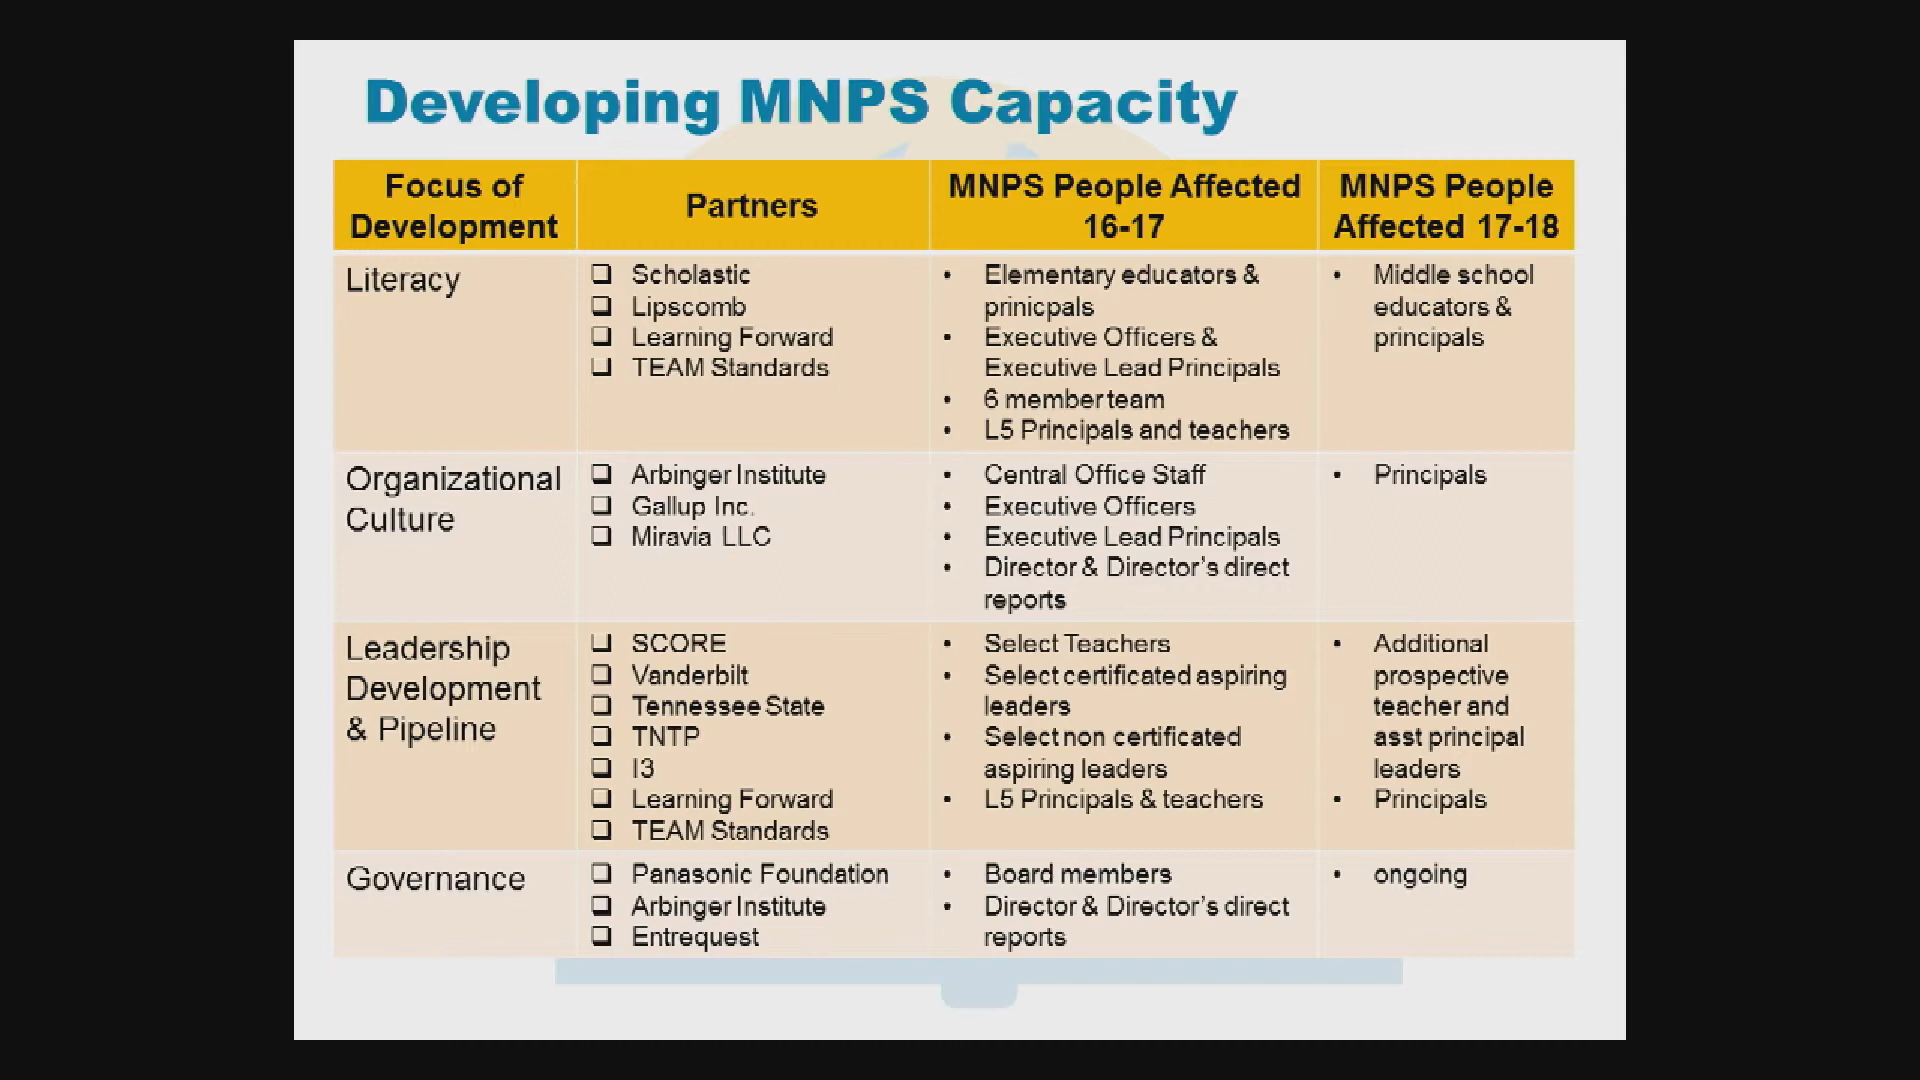 Developing MNPS Capacity
Focus of
Development
Partners
MNPS People Affected
16-17
MNPS People
Affected 17-18
Literacy
❑ Scholastic
❑ Lipscomb
❑ Learning Forward
❑ TEAM Standards
• Elementary educators &
prinicpals
• Executive Officers &
Executive Lead Principals
• 6 member team
• L5 Principals and teachers
• Middle school
educators &
principals
Organizational
Culture
❑ Arbinger Institute
❑ Gallup Inc.
❑ Miravia LLC
• Central Office Staff
• Executive Officers
• Executive Lead Principals
• Director & Director's direct
reports
• Principals
Leadership
Development
& Pipeline
❑ SCORE
❑ Vanderbilt
❑ Tennessee State
❑ TNTP
❑ I3
❑ Learning Forward
❑ TEAM Standards
• Select Teachers
• Select certificated aspiring
leaders
• Select non certificated
aspiring leaders
• L5 Principals & teachers
• Additional
prospective
teacher and
asst principal
leaders
• Principals
Governance
❑ Panasonic Foundation
❑ Arbinger Institute
❑ Entrequest
• Board members
• Director & Director's direct
reports
• ongoing